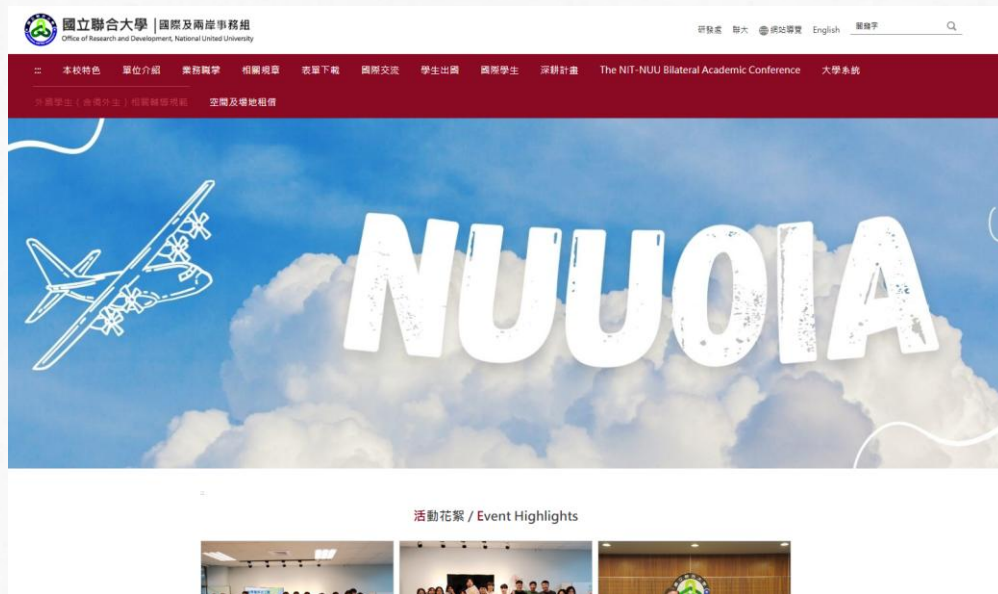 國立聯合大學 | 國際及兩岸事務組
Office of Research and Development, National United University
研發處 聯大 網站導覽 English 關鍵字
::: 本校特色 單位介紹 業務職掌 相關規章 表單下載 國際交流 學生出國 國際學生 深耕計畫 The NIT-NUU Bilateral Academic Conference 大學系統
外籍學生(含僑外生)相關輔導規範 空間及場地租借
NUUOIA
活動花絮 / Event Highlights